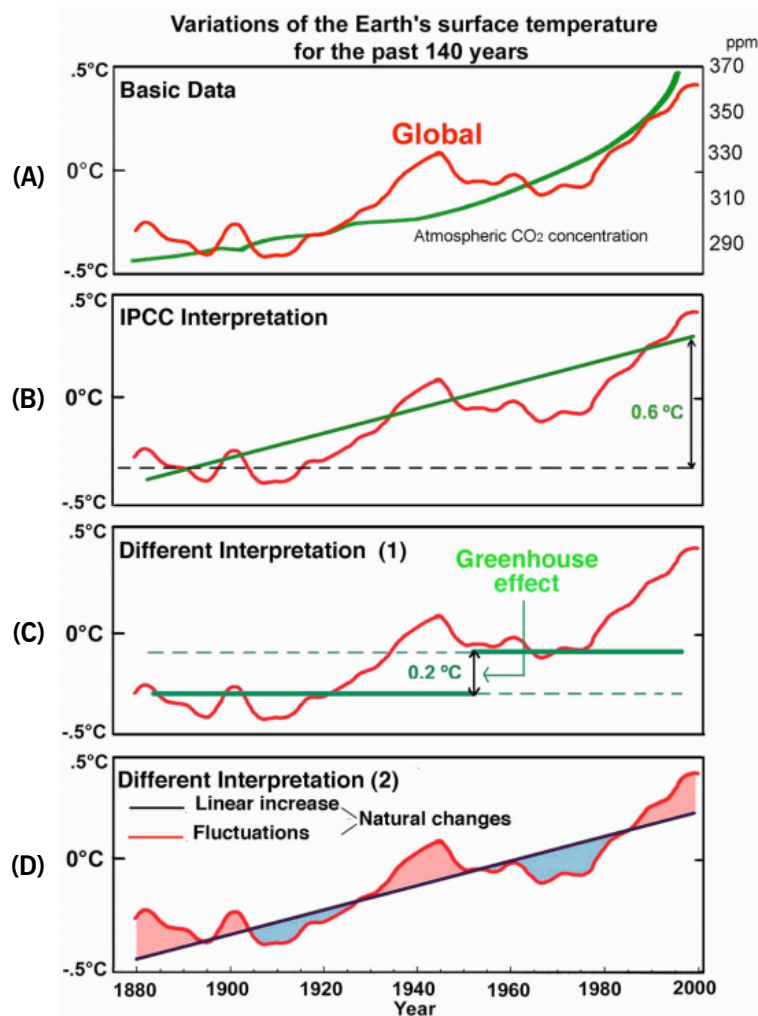 Variations of the Earth's surface temperature
for the past 140 years
ppm
.5°C
370
Basic Data
350
Global
(A)
0°C
330
310
Atmospheric CO₂ concentration
290
-.5°C
.5°C
IPCC Interpretation
(B)
0°C
0.6 ºC
-.5°C
.5°C
Different Interpretation (1)
Greenhouse
effect
(C)
0°C
0.2 ºC
-.5°C
.5°C
Different Interpretation (2)
Linear increase
Natural changes
Fluctuations
(D)
0°C
-.5°C
1880 1900 1920 1940 1960 1980 2000
Year